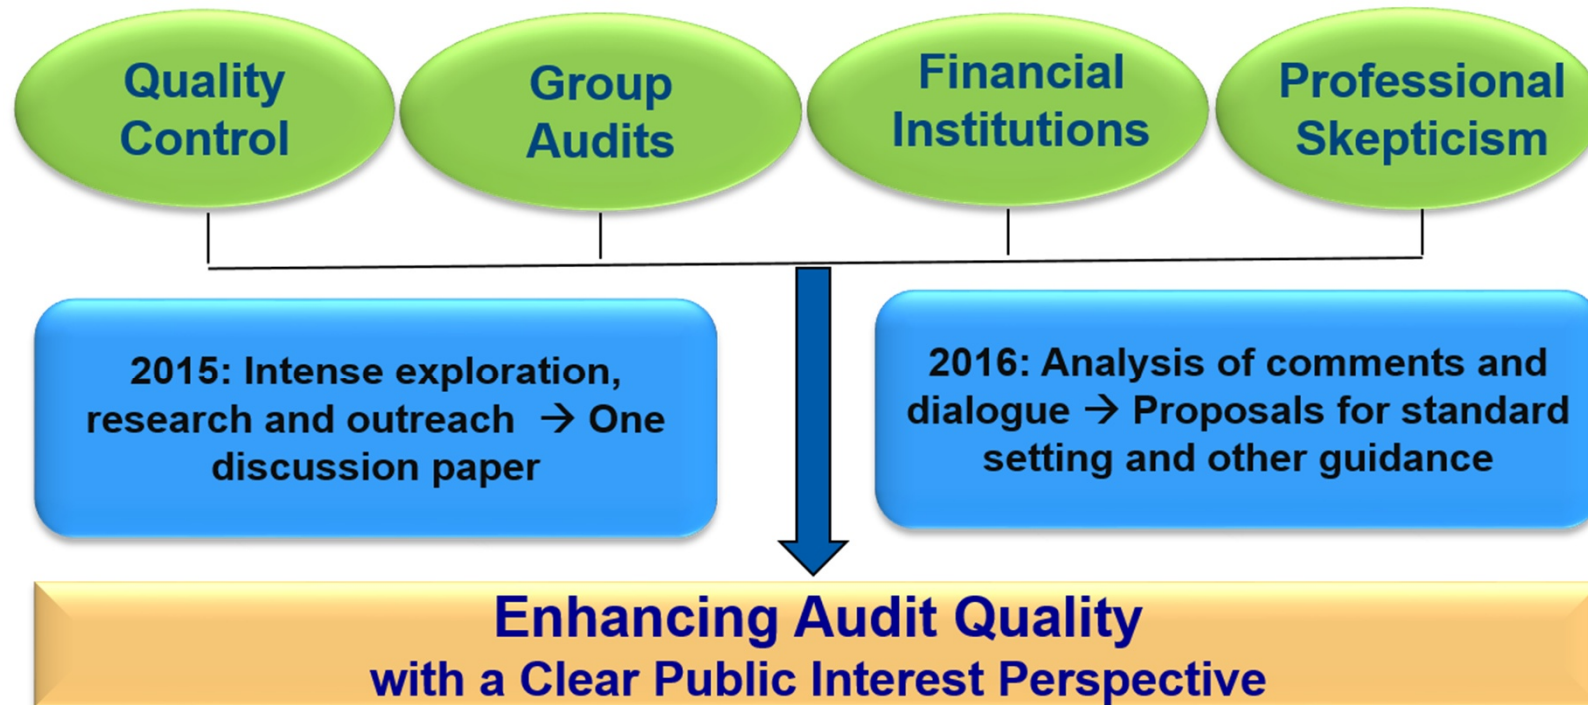 Quality
Control
Group
Audits
Financial
Institutions
Professional
Skepticism
2015: Intense exploration,
research and outreach → One
discussion paper
2016: Analysis of comments and
dialogue → Proposals for standard
setting and other guidance
Enhancing Audit Quality
with a Clear Public Interest Perspective